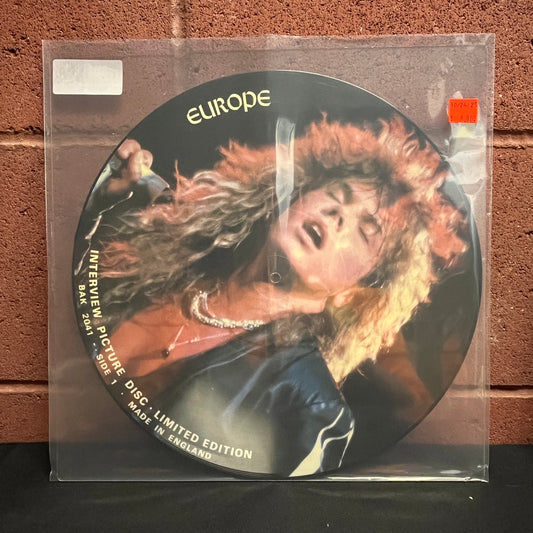 EUROPE
INTERVIEW PICTURE DISC · LIMITED EDITION
BAK 2041 · SIDE 1 · MADE IN ENGLAND